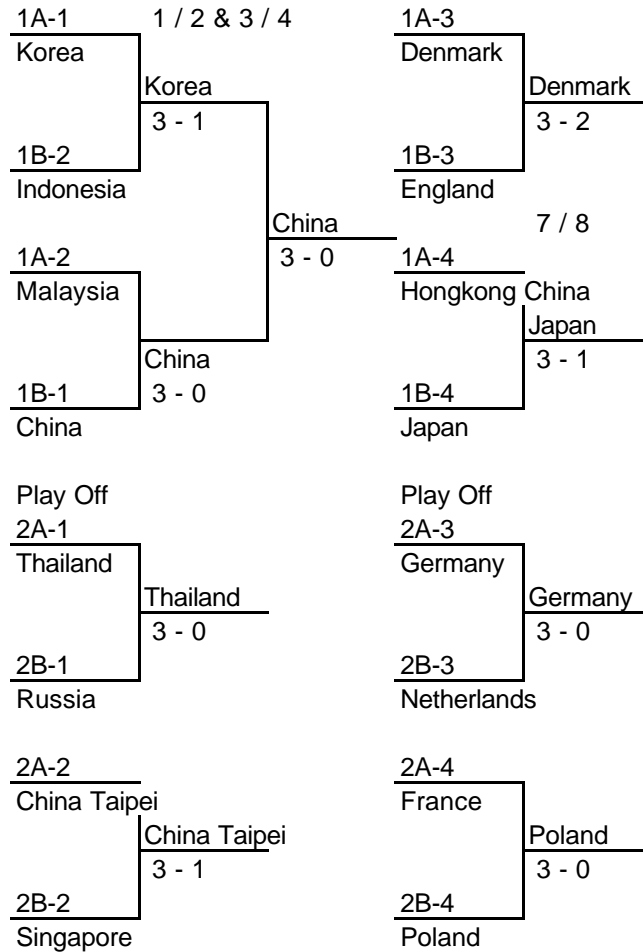 1A-1 1 / 2 & 3 / 4
Korea
Korea
3 - 1
1B-2
Indonesia
China
3 - 0
1A-2
Malaysia
China
3 - 0
1B-1
China
1A-3
Denmark
Denmark
3 - 2
1B-3
England
7 / 8
1A-4
Hongkong China
Japan
3 - 1
1B-4
Japan
Play Off
2A-1
Thailand
Thailand
3 - 0
2B-1
Russia
2A-2
China Taipei
China Taipei
3 - 1
2B-2
Singapore
Play Off
2A-3
Germany
Germany
3 - 0
2B-3
Netherlands
2A-4
France
Poland
3 - 0
2B-4
Poland